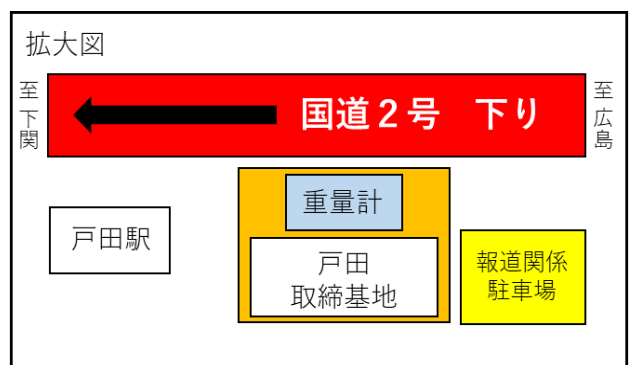 拡大図
至下関
国道２号　下り
至広島
重量計
戸田駅
戸田
取締基地
報道関係
駐車場